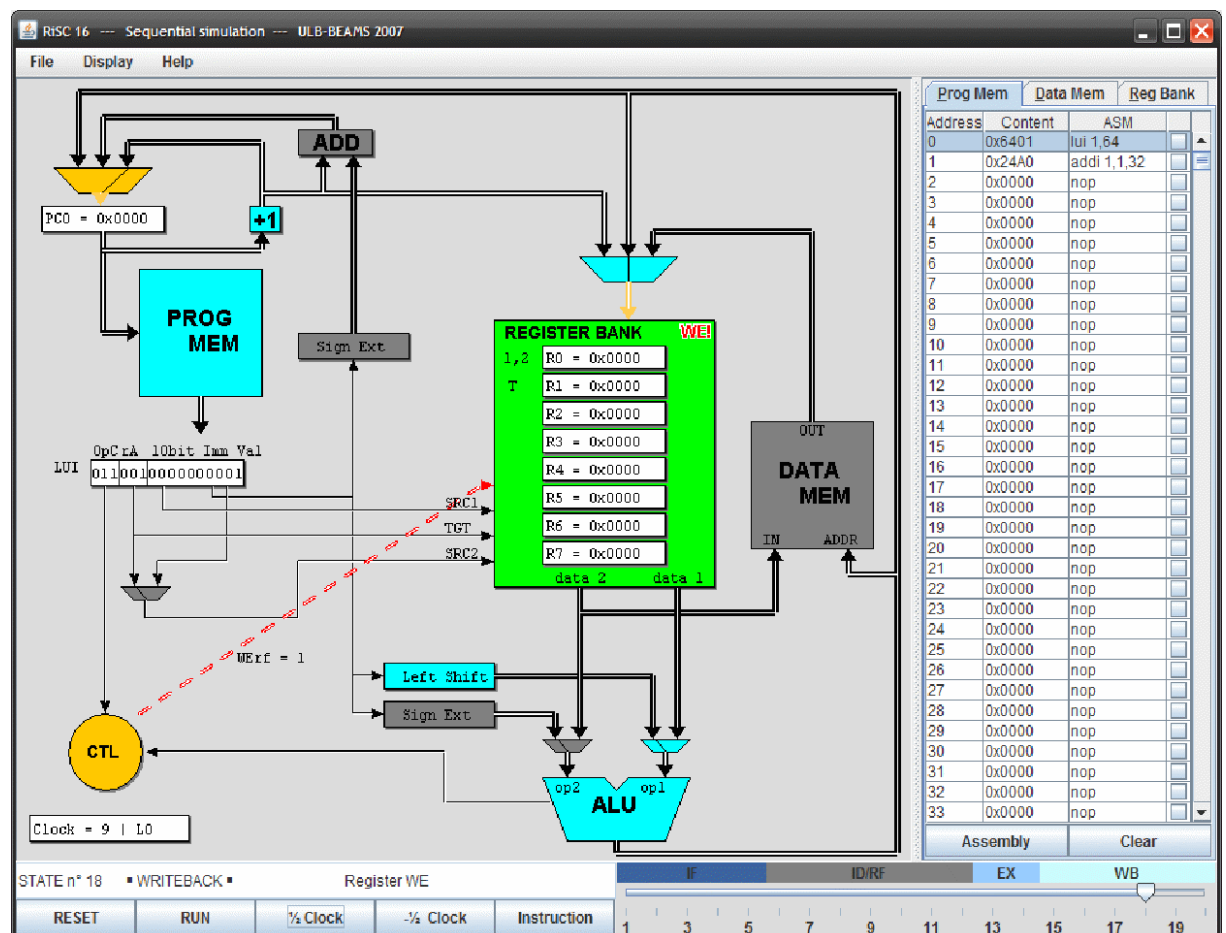 RiSC 16 --- Sequential simulation --- ULB-BEAMS 2007
File Display Help
ADD
PC0 = 0x0000
+1
PROG
MEM
Sign Ext
OpC rA 10bit Imm Val
LUI 0110010000000001
REGISTER BANK WE!
1,2 R0 = 0x0000
T R1 = 0x0000
R2 = 0x0000
R3 = 0x0000
R4 = 0x0000
R5 = 0x0000
R6 = 0x0000
R7 = 0x0000
data 2 data 1
SRC1
TGT
SRC2
OUT
DATA
MEM
IN ADDR
WErf = 1
Left Shift
Sign Ext
CTL
op2 op1
ALU
Clock = 9 | L0
Prog Mem Data Mem Reg Bank
Address Content ASM
0 0x6401 lui 1,64
1 0x24A0 addi 1,1,32
2 0x0000 nop
3 0x0000 nop
4 0x0000 nop
5 0x0000 nop
6 0x0000 nop
7 0x0000 nop
8 0x0000 nop
9 0x0000 nop
10 0x0000 nop
11 0x0000 nop
12 0x0000 nop
13 0x0000 nop
14 0x0000 nop
15 0x0000 nop
16 0x0000 nop
17 0x0000 nop
18 0x0000 nop
19 0x0000 nop
20 0x0000 nop
21 0x0000 nop
22 0x0000 nop
23 0x0000 nop
24 0x0000 nop
25 0x0000 nop
26 0x0000 nop
27 0x0000 nop
28 0x0000 nop
29 0x0000 nop
30 0x0000 nop
31 0x0000 nop
32 0x0000 nop
33 0x0000 nop
Assembly Clear
STATE n° 18 ▪ WRITEBACK ▪ Register WE
IF ID/RF EX WB
RESET RUN ½ Clock -½ Clock Instruction
1 3 5 7 9 11 13 15 17 19